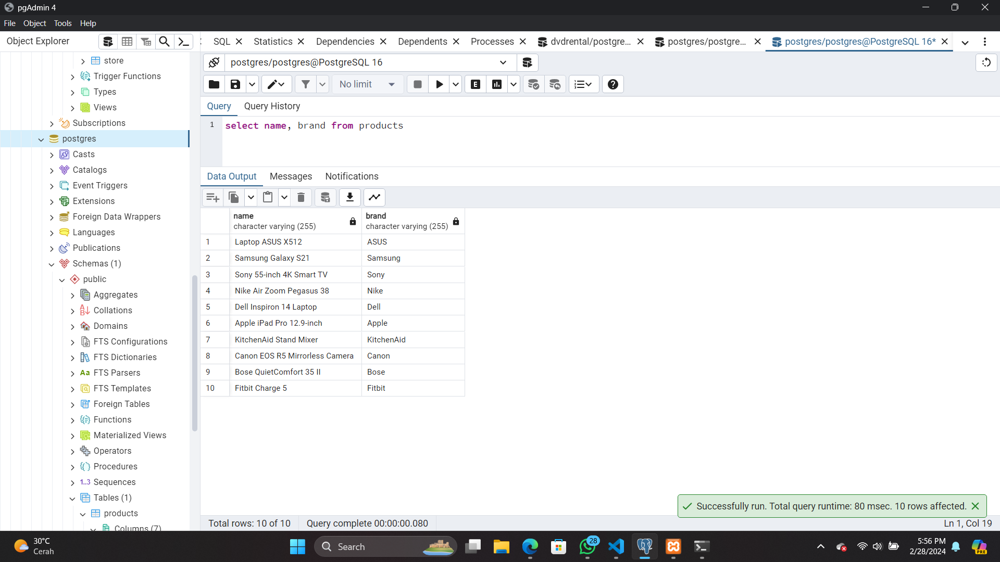 pgAdmin 4
File Object Tools Help
Object Explorer
SQL Statistics Dependencies Dependents Processes dvdrental/postgre... postgres/postgre... postgres/postgres@PostgreSQL 16*
postgres/postgres@PostgreSQL 16
No limit
E
Query Query History
1 select name, brand from products
Data Output Messages Notifications
name
character varying (255)
brand
character varying (255)
1 Laptop ASUS X512 ASUS
2 Samsung Galaxy S21 Samsung
3 Sony 55-inch 4K Smart TV Sony
4 Nike Air Zoom Pegasus 38 Nike
5 Dell Inspiron 14 Laptop Dell
6 Apple iPad Pro 12.9-inch Apple
7 KitchenAid Stand Mixer KitchenAid
8 Canon EOS R5 Mirrorless Camera Canon
9 Bose QuietComfort 35 II Bose
10 Fitbit Charge 5 Fitbit
store
Trigger Functions
Types
Views
Subscriptions
postgres
Casts
Catalogs
Event Triggers
Extensions
Foreign Data Wrappers
Languages
Publications
Schemas (1)
public
Aggregates
Collations
Domains
FTS Configurations
FTS Dictionaries
Aa FTS Parsers
FTS Templates
Foreign Tables
Functions
Materialized Views
Operators
Procedures
1..3 Sequences
Tables (1)
products
Columns (7)
Successfully run. Total query runtime: 80 msec. 10 rows affected.
Total rows: 10 of 10 Query complete 00:00:00.080 Ln 1, Col 19
30°C
Cerah
Search
28
5:56 PM
2/28/2024
PRE